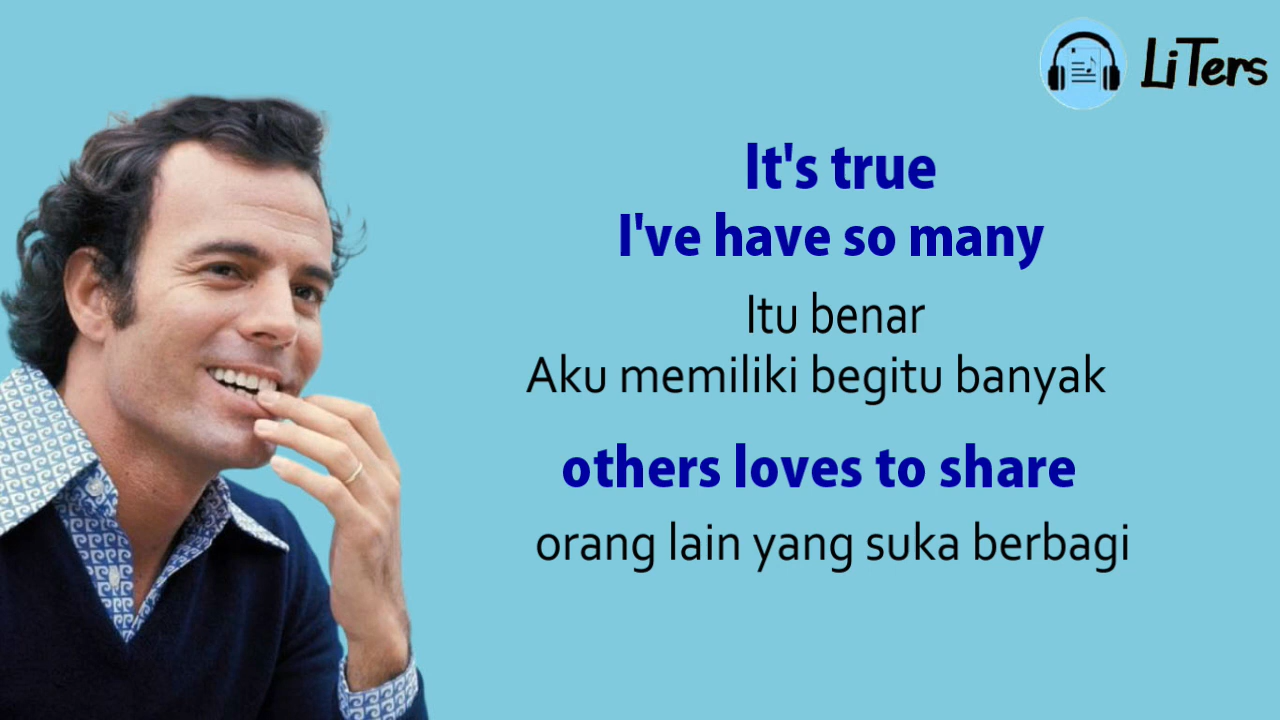 LiTers
It's true
I've have so many
Itu benar
Aku memiliki begitu banyak
others loves to share
orang lain yang suka berbagi